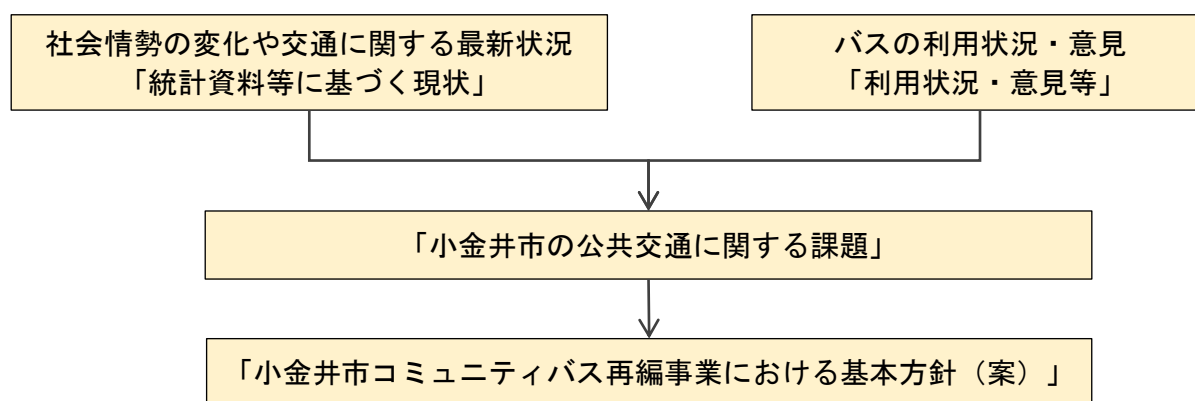 社会情勢の変化や交通に関する最新状況
「統計資料等に基づく現状」
バスの利用状況・意見
「利用状況・意見等」
「小金井市の公共交通に関する課題」
「小金井市コミュニティバス再編事業における基本方針（案）」